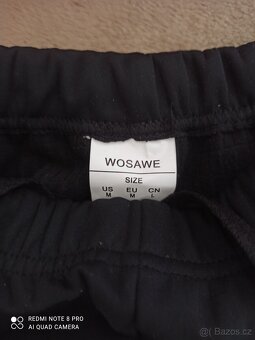 WOSAWE
SIZE
US EU CN
M M L
REDMI NOTE 8 PRO
AI QUAD CAMERA
Bazos.cz